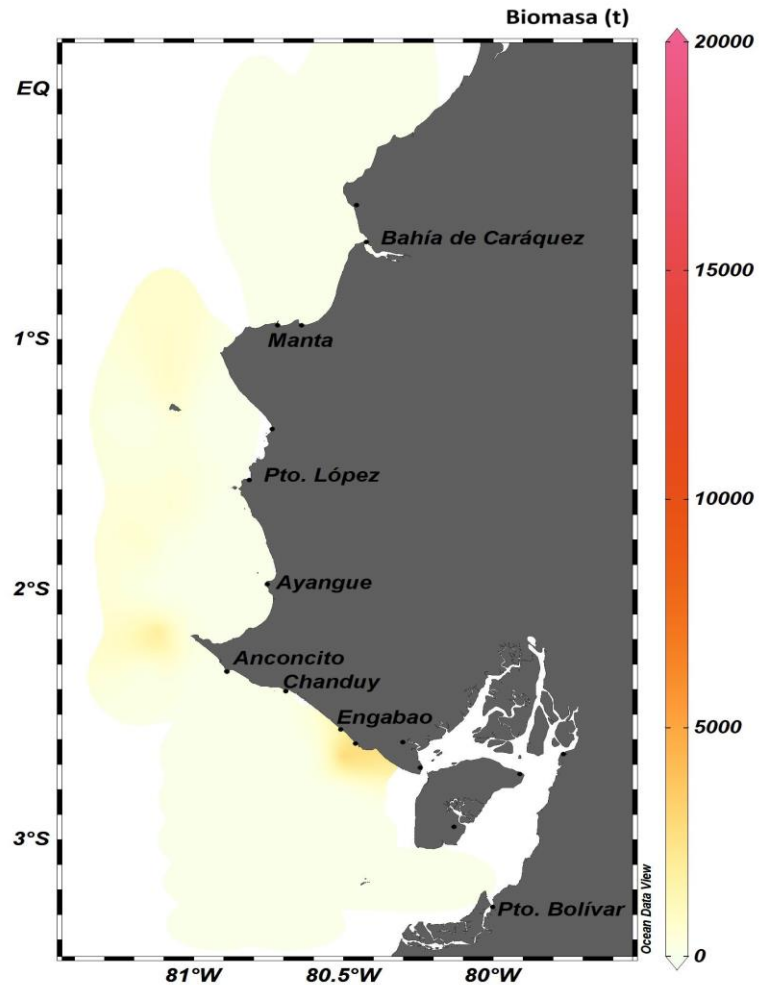 Biomasa (t)
20000
EQ
Bahía de Caráquez
15000
1°S
Manta
Pto. López
10000
2°S
Ayangue
Anconcito
Chanduy
Engabao
5000
3°S
Pto. Bolívar
Ocean Data View
0
81°W
80.5°W
80°W